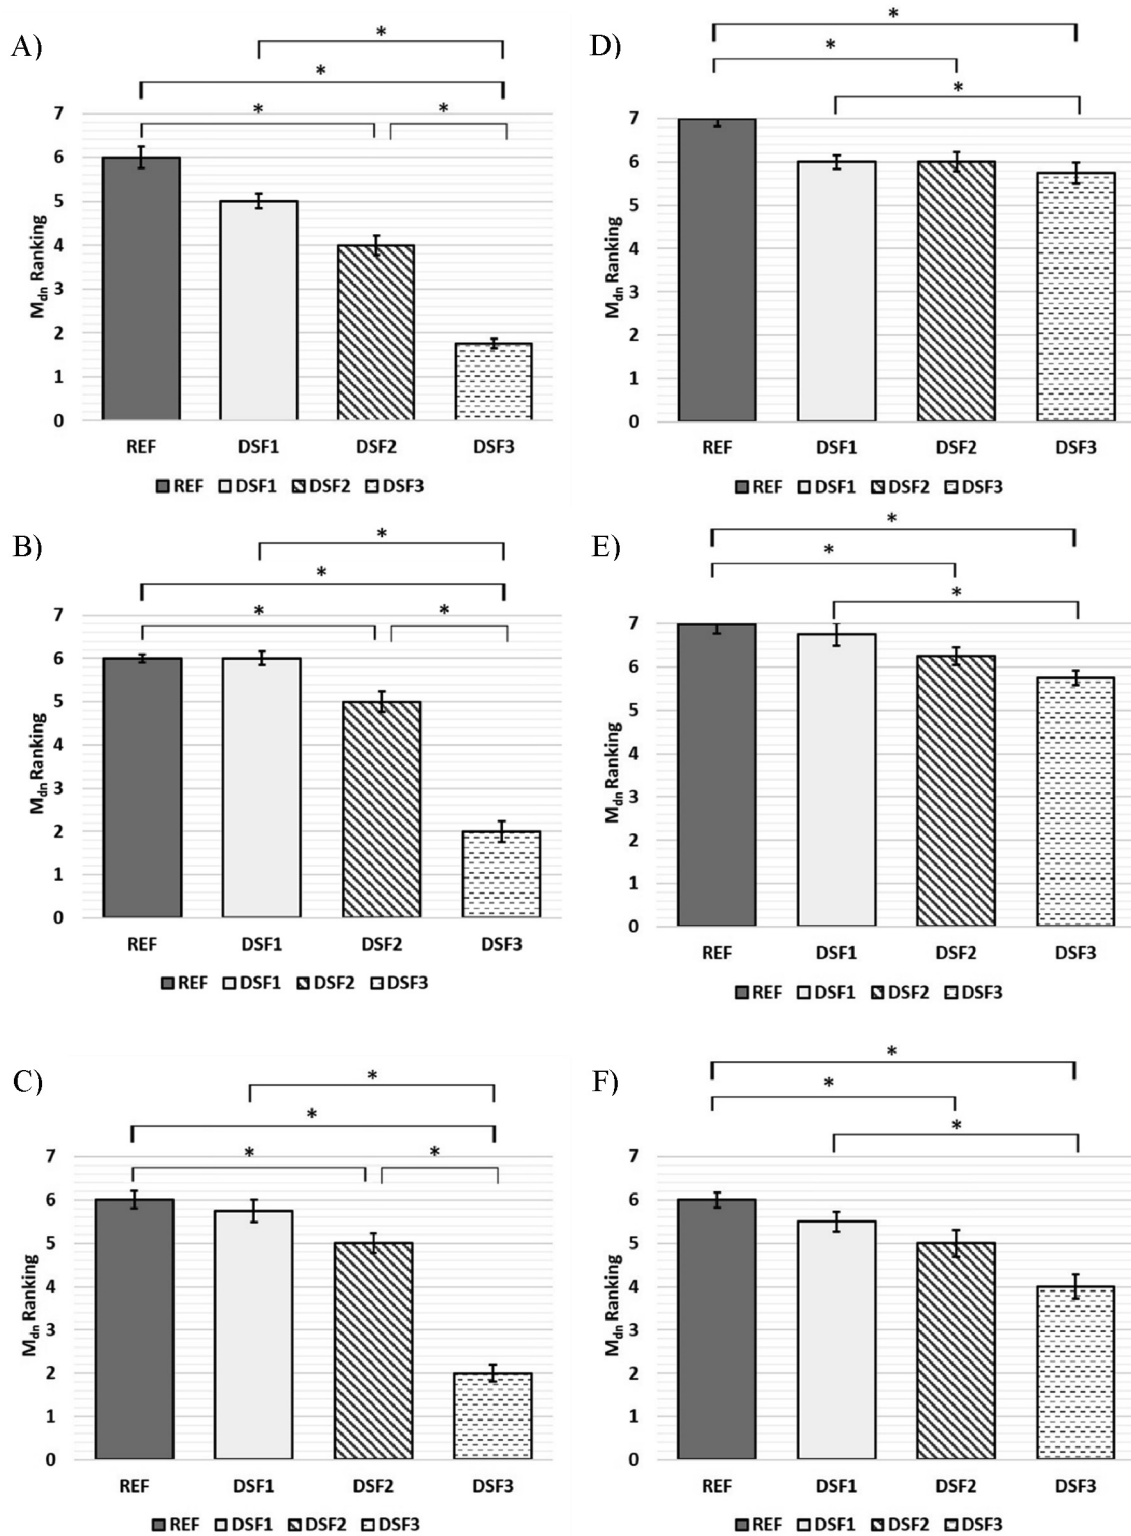 A)
*
*
*
*
7
6
5
4
3
2
1
0
Mdn Ranking
REF DSF1 DSF2 DSF3
REF DSF1 DSF2 DSF3
B)
*
*
*
*
7
6
5
4
3
2
1
0
Mdn Ranking
REF DSF1 DSF2 DSF3
REF DSF1 DSF2 DSF3
C)
*
*
*
*
7
6
5
4
3
2
1
0
Mdn Ranking
REF DSF1 DSF2 DSF3
REF DSF1 DSF2 DSF3
D)
*
*
*
7
6
5
4
3
2
1
0
Mdn Ranking
REF DSF1 DSF2 DSF3
REF DSF1 DSF2 DSF3
E)
*
*
*
7
6
5
4
3
2
1
0
Mdn Ranking
REF DSF1 DSF2 DSF3
REF DSF1 DSF2 DSF3
F)
*
*
*
7
6
5
4
3
2
1
0
Mdn Ranking
REF DSF1 DSF2 DSF3
REF DSF1 DSF2 DSF3